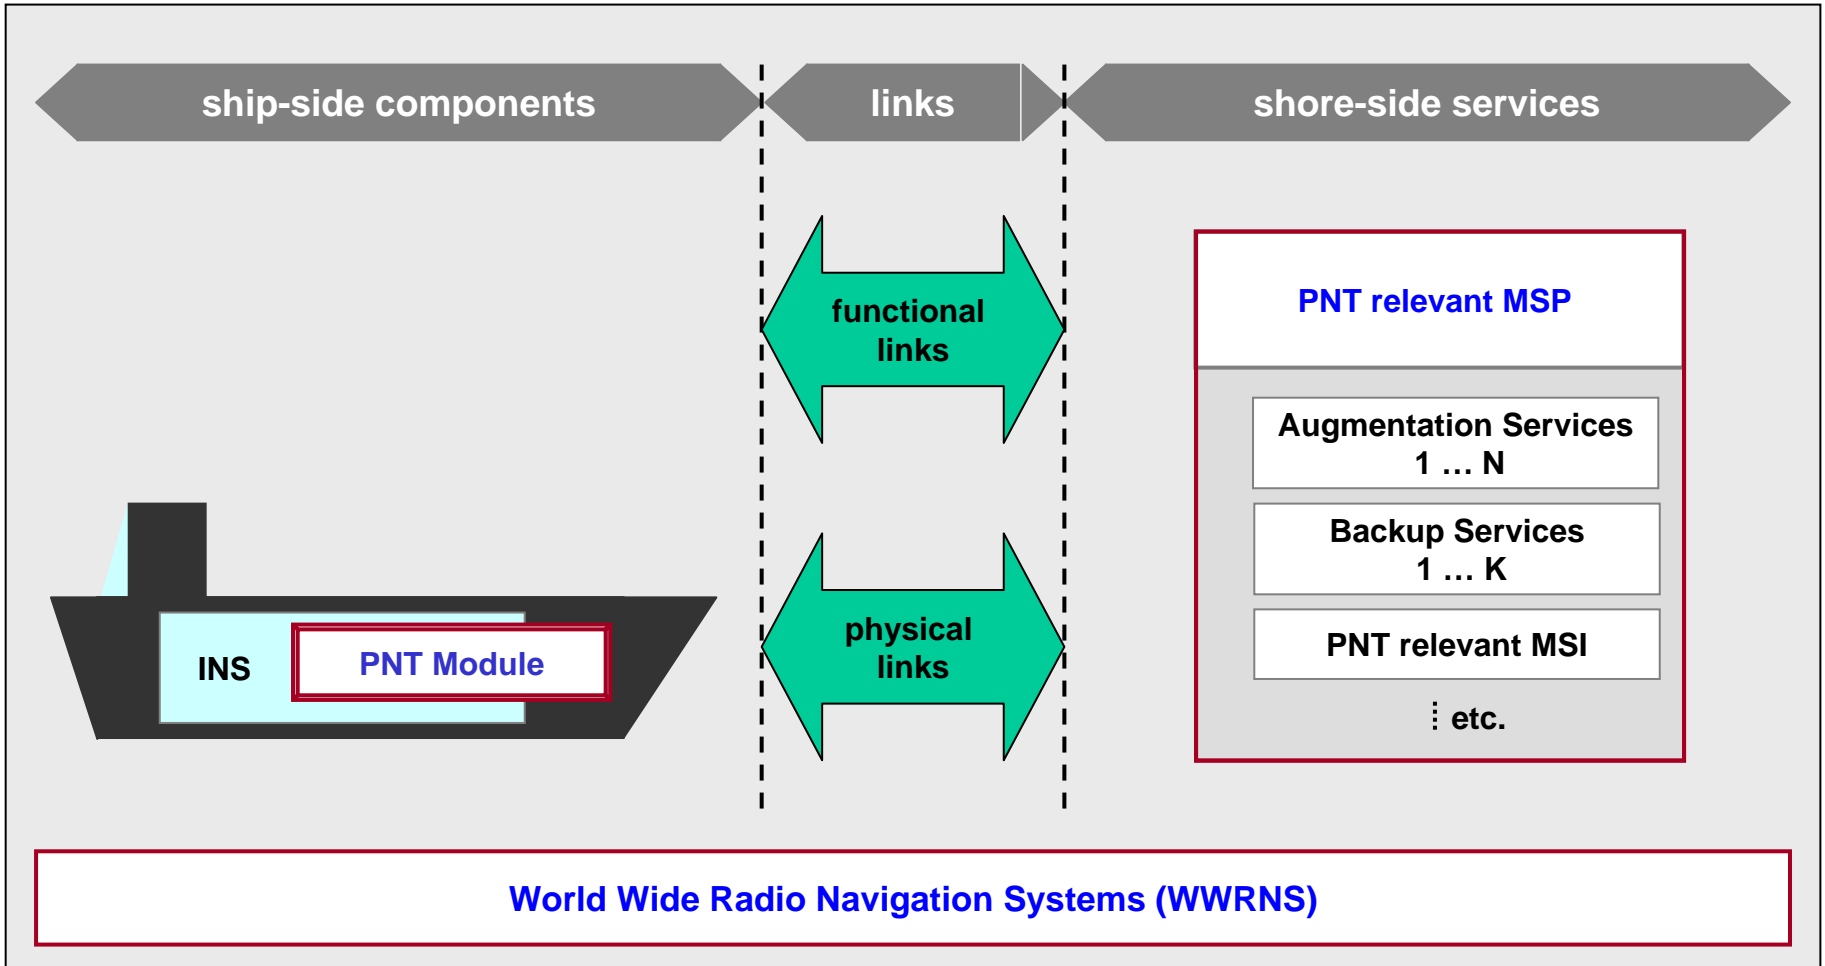 ship-side components
links
shore-side services
functional
links
PNT relevant MSP
Augmentation Services
1 … N
Backup Services
1 … K
physical
links
PNT relevant MSI
INS
PNT Module
etc.
World Wide Radio Navigation Systems (WWRNS)